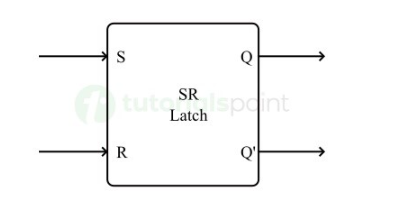 S Q
tutorialspoint
SR
Latch
R Q'